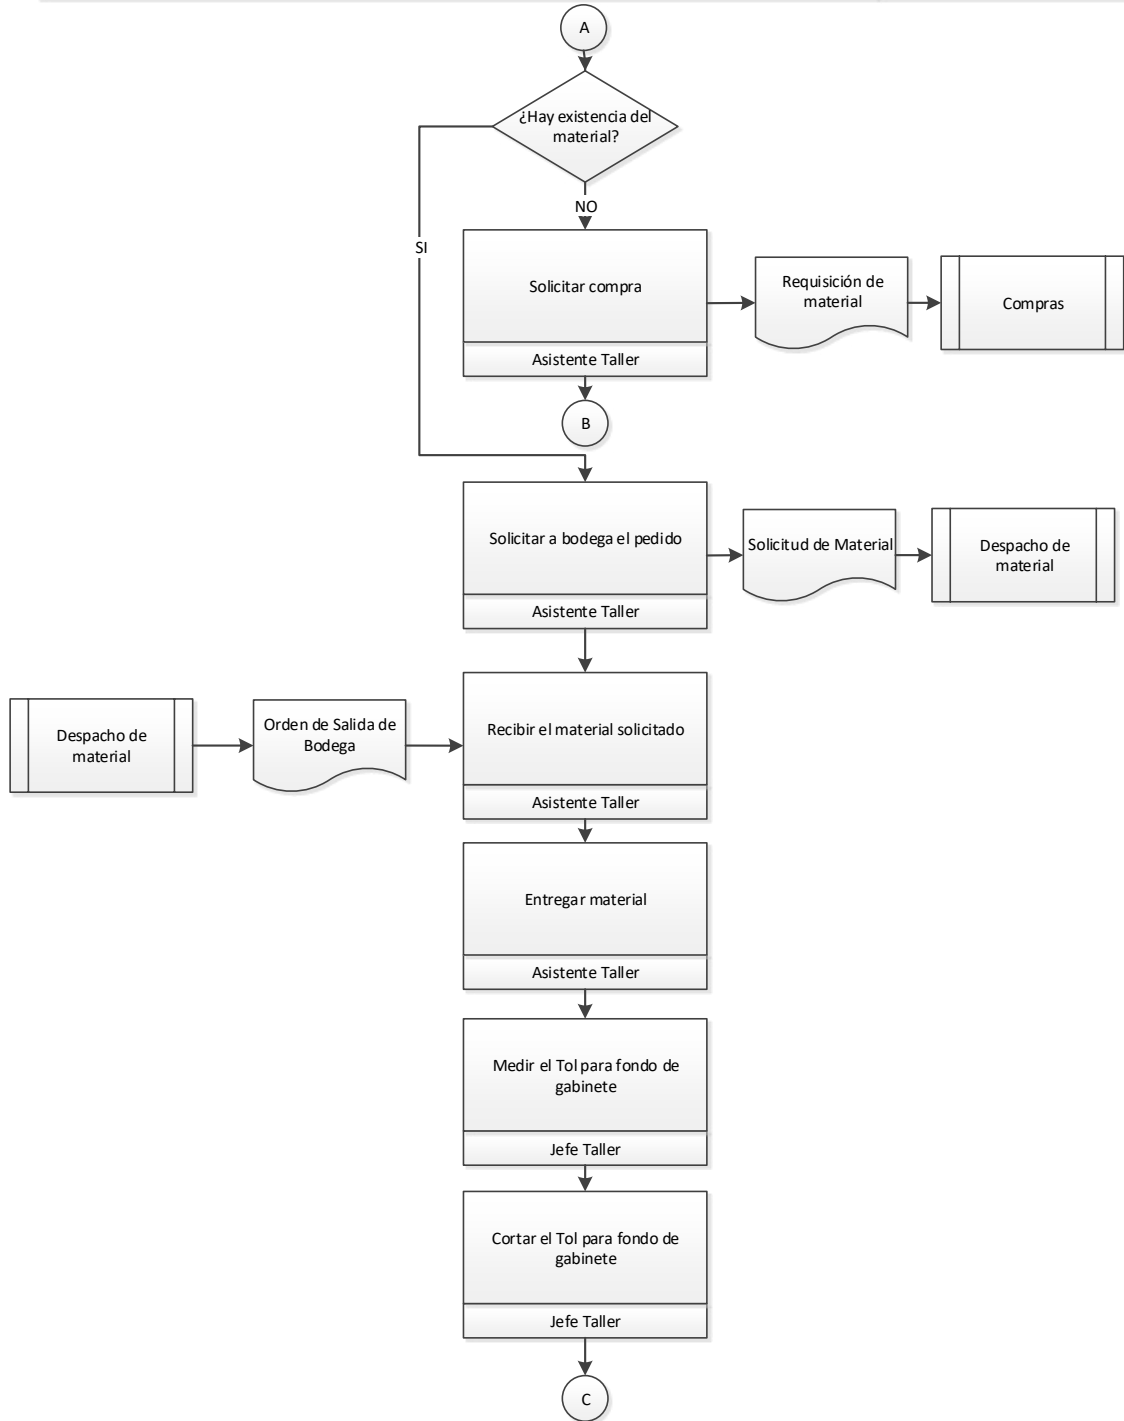 A
¿Hay existencia del
material?
NO
SI
Solicitar compra
Asistente Taller
Requisición de
material
Compras
B
Solicitar a bodega el pedido
Asistente Taller
Solicitud de Material
Despacho de
material
Despacho de
material
Orden de Salida de
Bodega
Recibir el material solicitado
Asistente Taller
Entregar material
Asistente Taller
Medir el Tol para fondo de
gabinete
Jefe Taller
Cortar el Tol para fondo de
gabinete
Jefe Taller
C